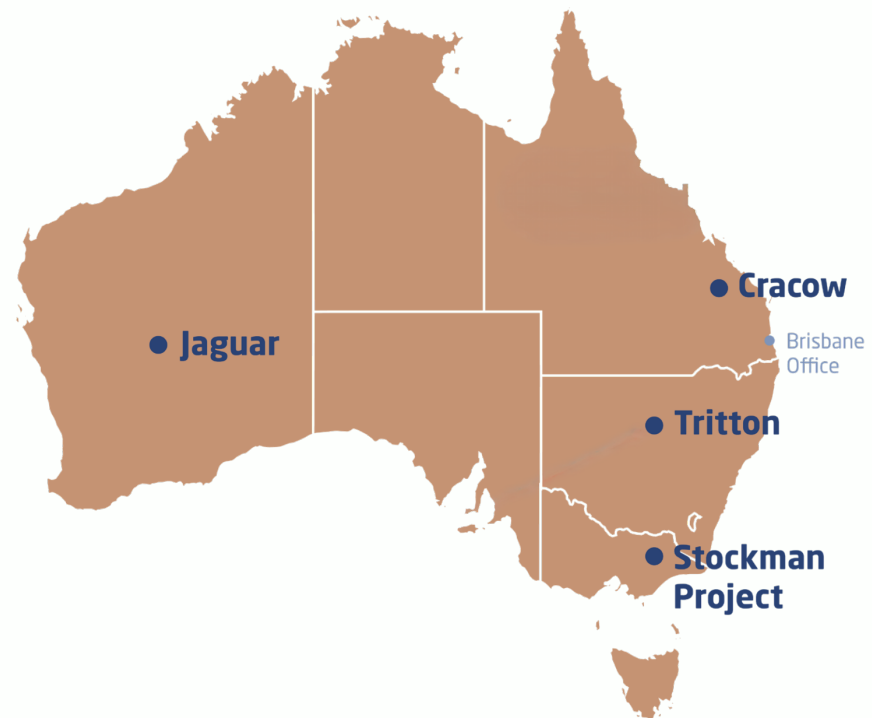 Cracow
Brisbane
Office
Jaguar
Tritton
Stockman
Project